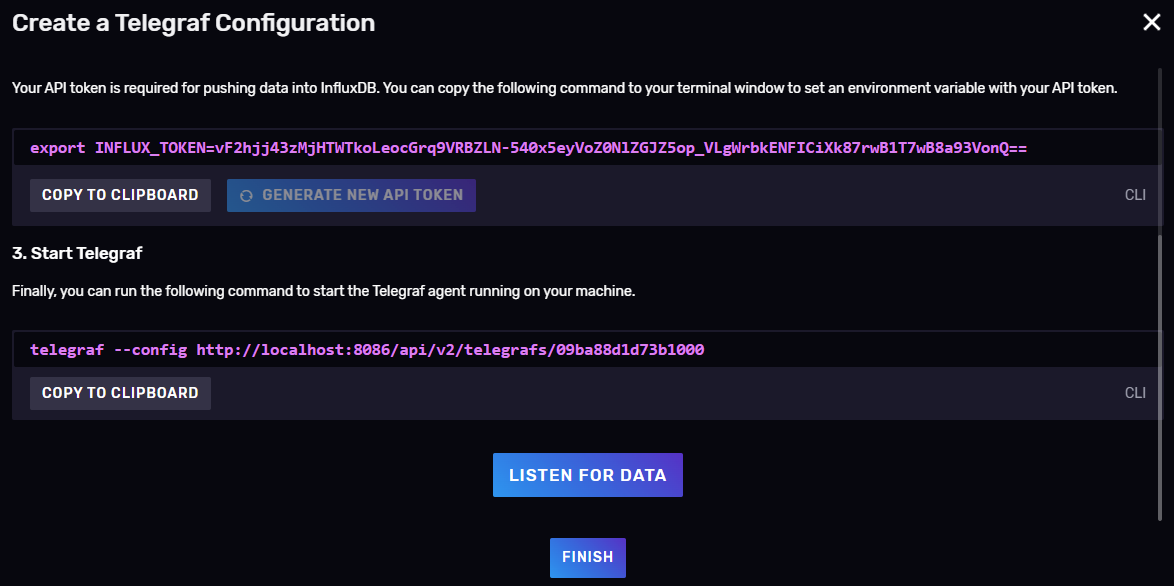 Create a Telegraf Configuration
Your API token is required for pushing data into InfluxDB. You can copy the following command to your terminal window to set an environment variable with your API token.
export INFLUX_TOKEN=vF2hjj43zMjHTWTkoLeocGrq9VRBZLN-540x5eyVoZ0NlZGJZ5op_VLgWrbkENFICiXk87rwB1T7wB8a93VonQ==
COPY TO CLIPBOARD
GENERATE NEW API TOKEN
CLI
3. Start Telegraf
Finally, you can run the following command to start the Telegraf agent running on your machine.
telegraf --config http://localhost:8086/api/v2/telegrafs/09ba88d1d73b1000
COPY TO CLIPBOARD
CLI
LISTEN FOR DATA
FINISH